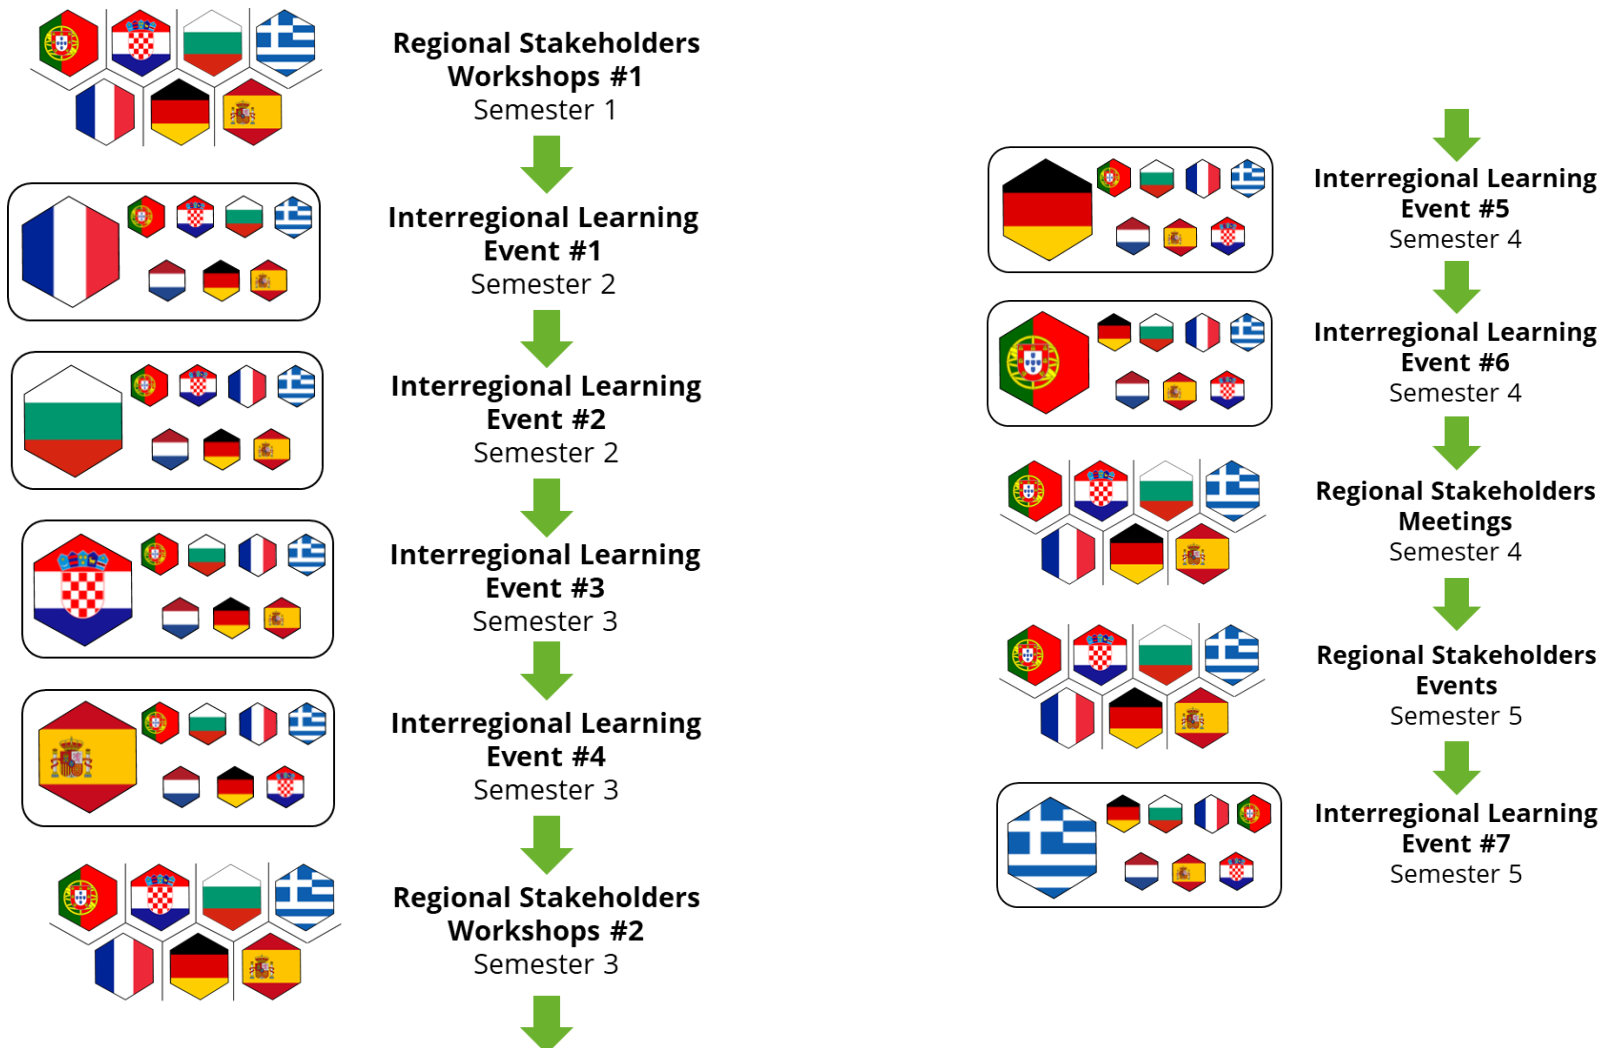 Regional Stakeholders
Workshops #1
Semester 1
Interregional Learning
Event #1
Semester 2
Interregional Learning
Event #2
Semester 2
Interregional Learning
Event #3
Semester 3
Interregional Learning
Event #4
Semester 3
Regional Stakeholders
Workshops #2
Semester 3
Interregional Learning
Event #5
Semester 4
Interregional Learning
Event #6
Semester 4
Regional Stakeholders
Meetings
Semester 4
Regional Stakeholders
Events
Semester 5
Interregional Learning
Event #7
Semester 5